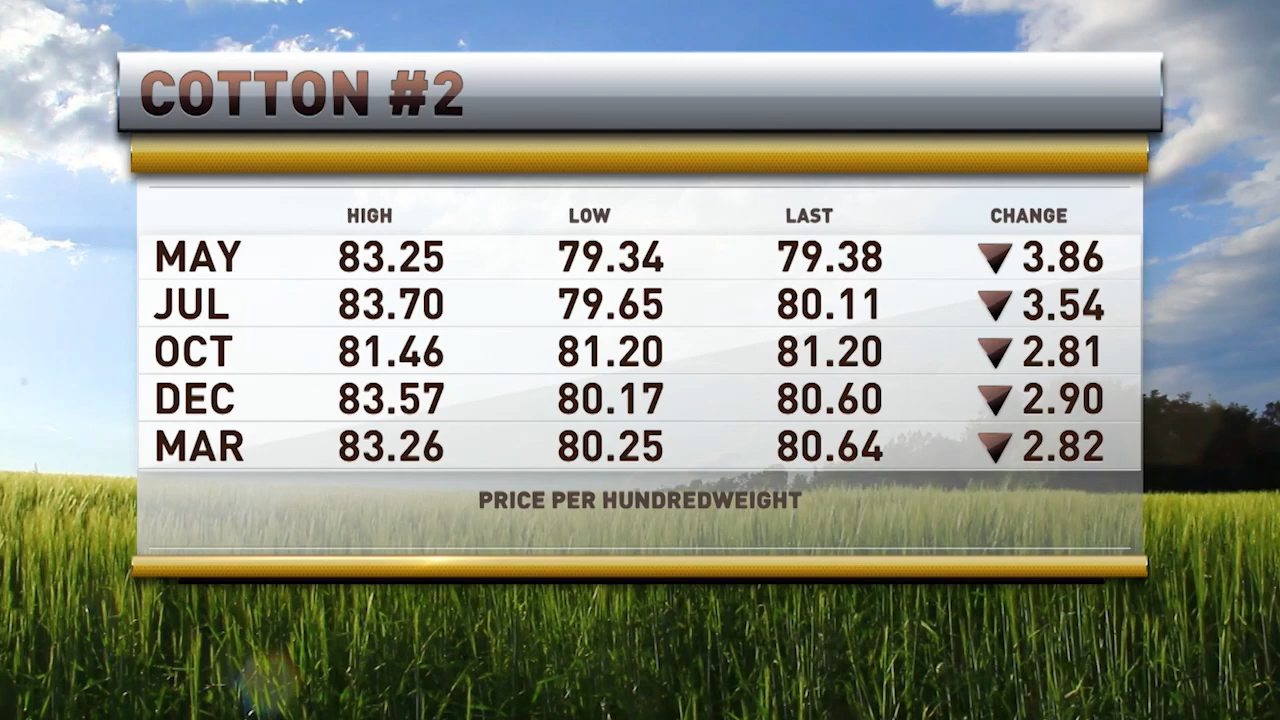 COTTON #2
HIGH LOW LAST CHANGE
MAY 83.25 79.34 79.38 ▼ 3.86
JUL 83.70 79.65 80.11 ▼ 3.54
OCT 81.46 81.20 81.20 ▼ 2.81
DEC 83.57 80.17 80.60 ▼ 2.90
MAR 83.26 80.25 80.64 ▼ 2.82
PRICE PER HUNDREDWEIGHT